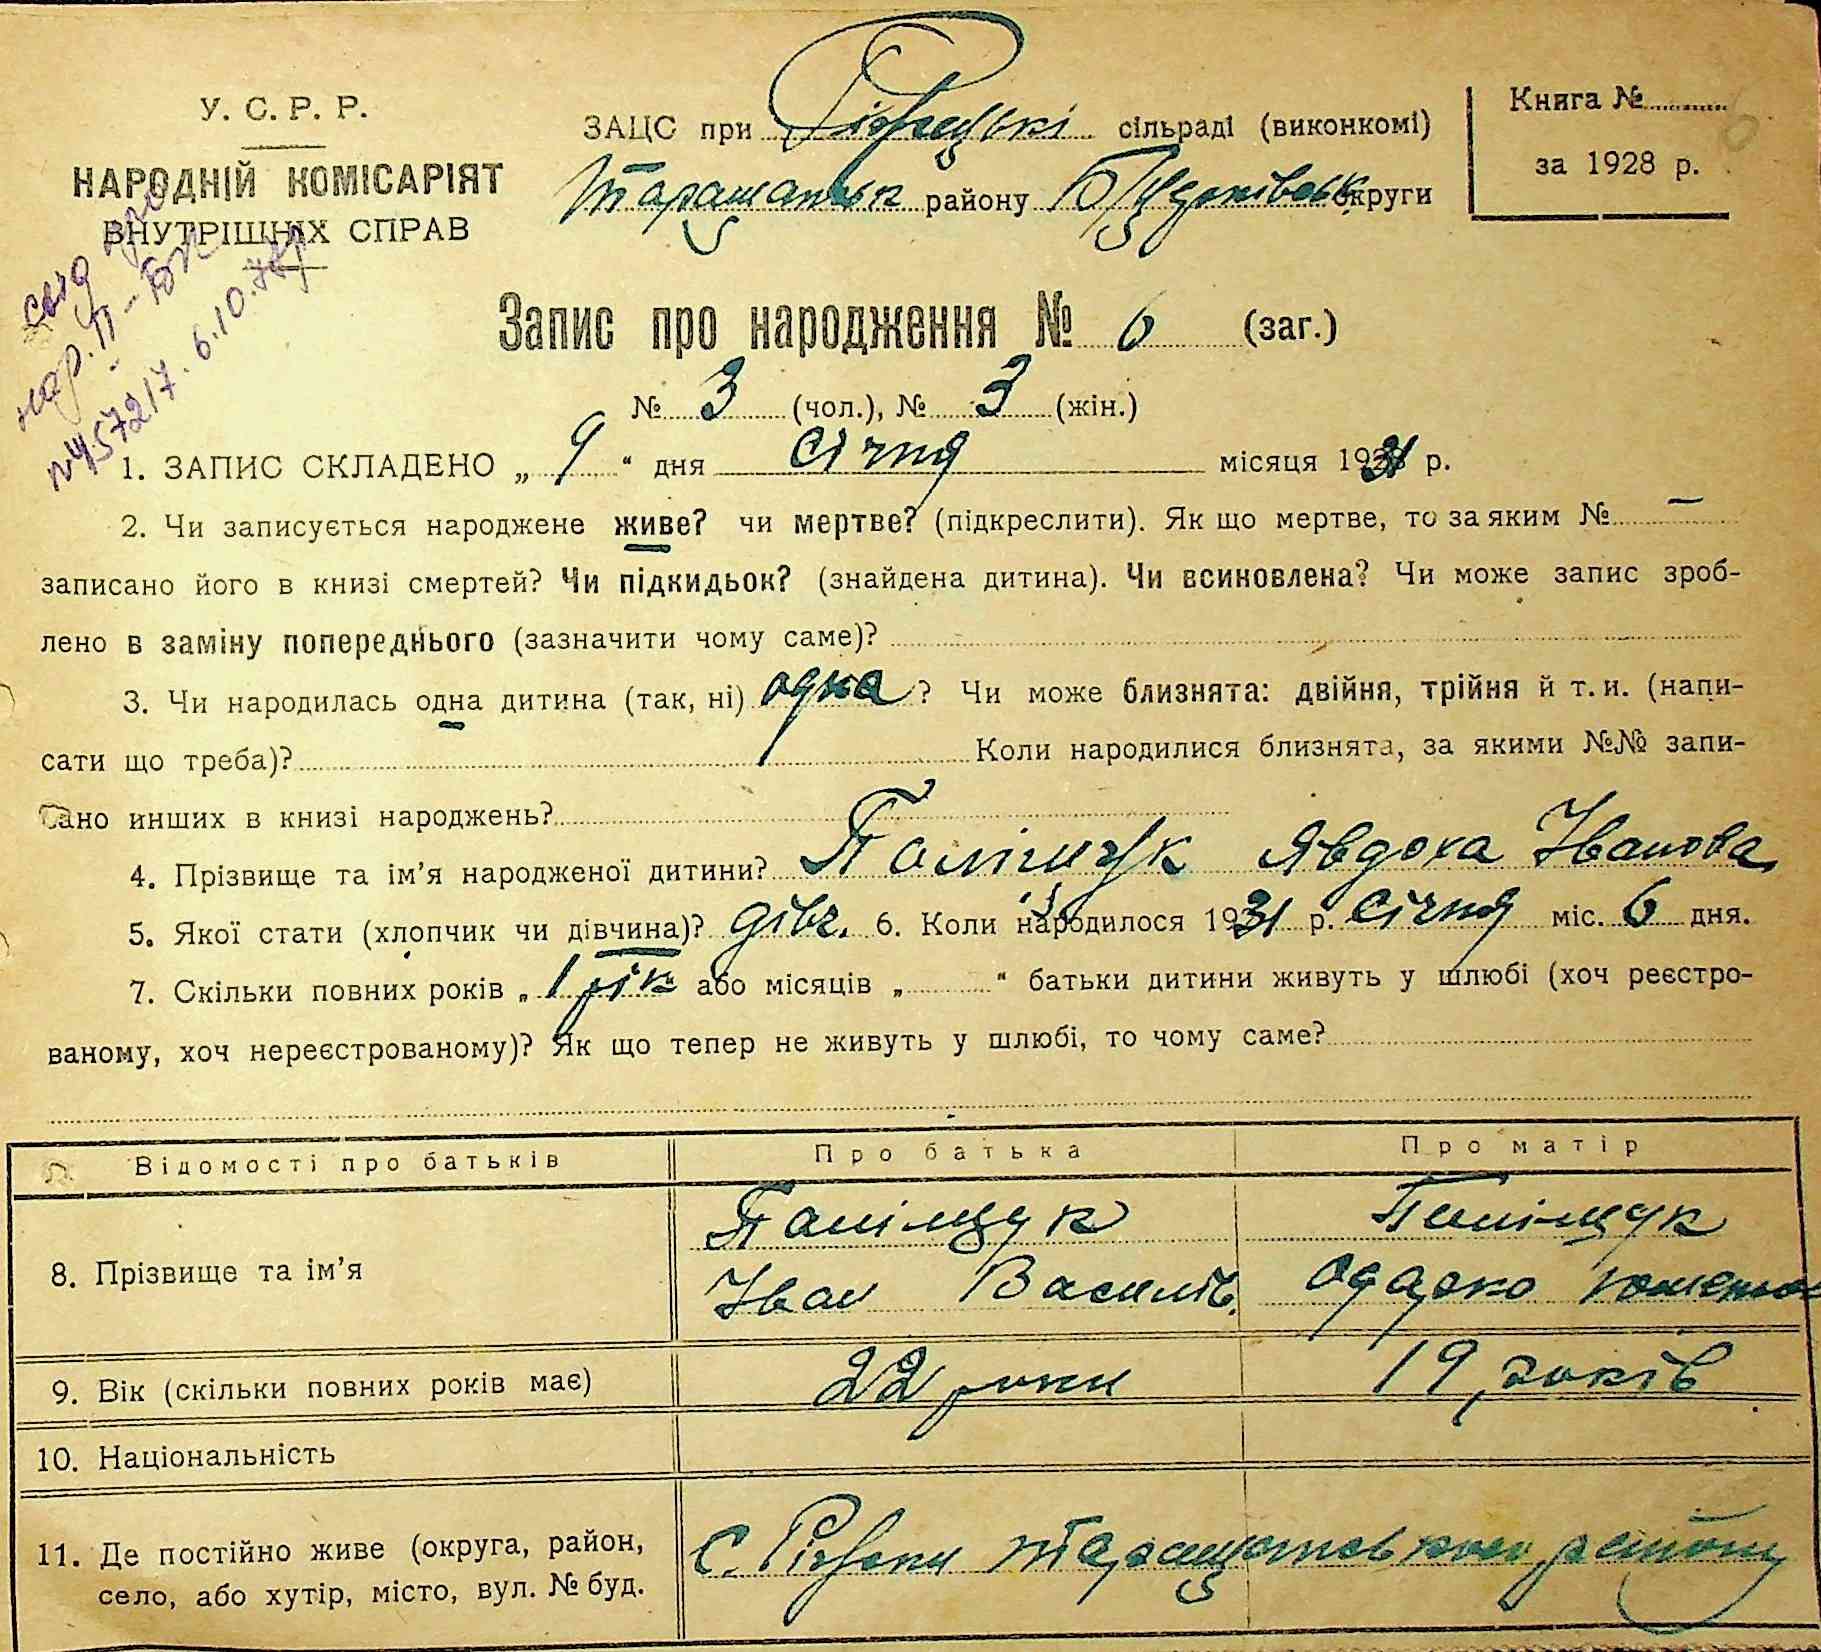 У. С. Р. Р.
НАРОДНІЙ КОМІСАРІЯТ
ВНУТРІШНІХ СПРАВ
ЗАЦС при сільраді (виконкомі)
Таращанськ району округи
Книга №
за 1928 р.
Запис про народження № 6 (заг.)
№ 3 (чол.), № 3 (жін.)
1. ЗАПИС СКЛАДЕНО „ 9 “ дня січня місяця 1931 р.
2. Чи записується народжене живе? чи мертве? (підкреслити). Як що мертве, то за яким № —
записано його в книзі смертей? Чи підкидьок? (знайдена дитина). Чи всиновлена? Чи може запис зроб-
лено в заміну попереднього (зазначити чому саме)?
3. Чи народилась одна дитина (так, ні) одна ? Чи може близнята: двійня, трійня й т. и. (напи-
сати що треба)? Коли народилися близнята, за якими №№ запи-
сано инших в книзі народжень?
4. Прізвище та ім’я народженої дитини? Поліщук Явдоха Іванова
5. Якої стати (хлопчик чи дівчина)? дівч. 6. Коли народилося 1931 р. січня міс. 6 дня.
7. Скільки повних років „ 1 рік “ або місяців „ “ батьки дитини живуть у шлюбі (хоч реєстро-
ваному, хоч нереєстрованому)? Як що тепер не живуть у шлюбі, то чому саме?
Відомості про батьків Про батька Про матір
8. Прізвище та ім’я Поліщук Поліщук
Іван Василів. Одарка
9. Вік (скільки повних років має) 22 роки 19 років
10. Національність
11. Де постійно живе (округа, район,
село, або хутір, місто, вул. № буд.
с. Ріжки Таращанського району